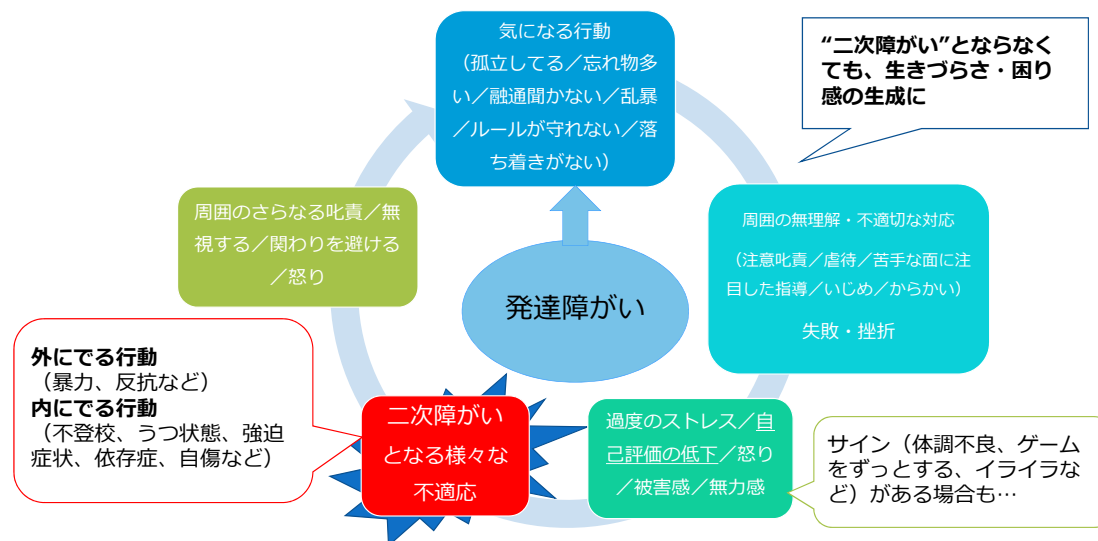 気になる行動
（孤立してる／忘れ物多
い／融通聞かない／乱暴
／ルールが守れない／落
ち着きがない）
“二次障がい”とならなく
ても、生きづらさ・困り
感の生成に
周囲の無理解・不適切な対応
（注意叱責／虐待／苦手な面に注
目した指導／いじめ／からかい）
失敗・挫折
周囲のさらなる叱責／無
視する／関わりを避ける
／怒り
発達障がい
外にでる行動
（暴力、反抗など）
内にでる行動
（不登校、うつ状態、強迫
症状、依存症、自傷など）
二次障がい
となる様々な
不適応
過度のストレス／自
己評価の低下／怒り
／被害感／無力感
サイン（体調不良、ゲーム
をずっとする、イライラな
ど）がある場合も…